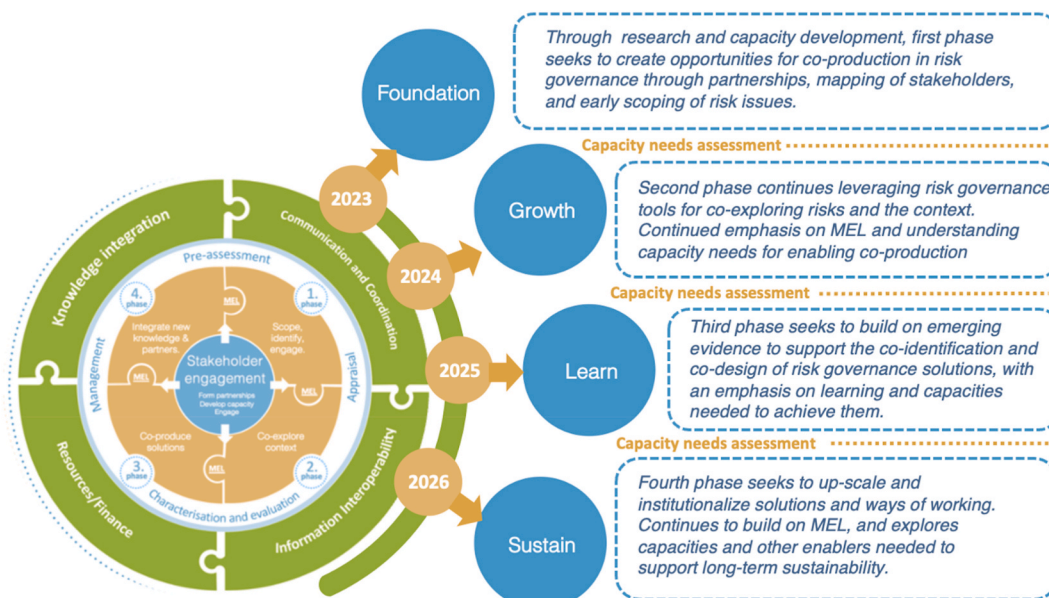 Foundation
Through research and capacity development, first phase
seeks to create opportunities for co-production in risk
governance through partnerships, mapping of stakeholders,
and early scoping of risk issues.
Capacity needs assessment
2023
Growth
Second phase continues leveraging risk governance
tools for co-exploring risks and the context.
Continued emphasis on MEL and understanding
capacity needs for enabling co-production
2024
Capacity needs assessment
2025
Learn
Third phase seeks to build on emerging
evidence to support the co-identification and
co-design of risk governance solutions, with
an emphasis on learning and capacities
needed to achieve them.
Capacity needs assessment
2026
Sustain
Fourth phase seeks to up-scale and
institutionalize solutions and ways of working.
Continues to build on MEL, and explores
capacities and other enablers needed to
support long-term sustainability.
Knowledge integration
Communication and Coordination
Information Interoperability
Resources/Finance
Pre-assessment
Appraisal
Characterisation and evaluation
Management
4.
phase
Integrate new
knowledge &
partners.
1.
phase
Scope,
identify,
engage.
MEL
MEL
MEL
MEL
Stakeholder
engagement
Form partnerships
Develop capacity
Engage
Co-produce
solutions
3.
phase
Co-explore
context
2.
phase